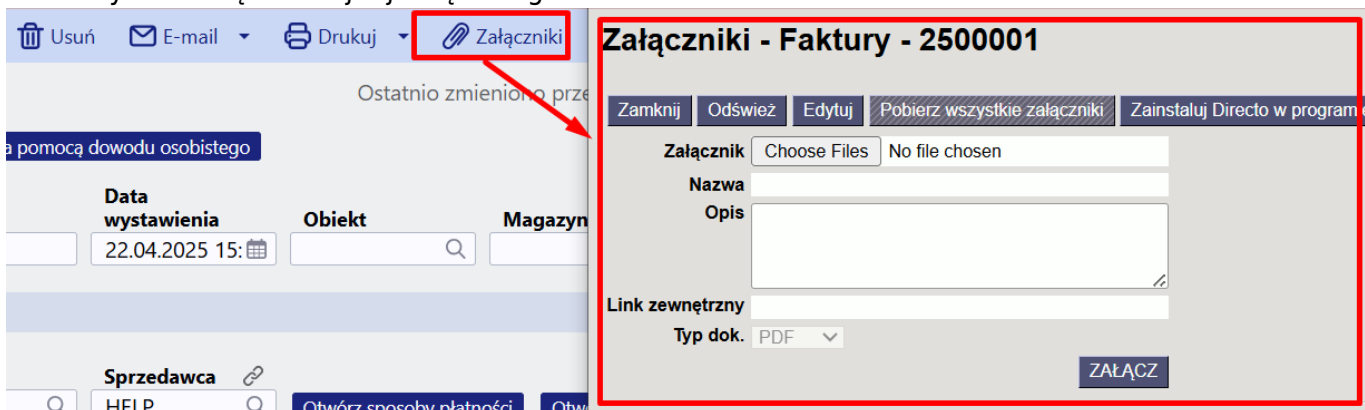 Usuń E-mail Drukuj Załączniki
Ostatnio zmieniono prze
a pomocą dowodu osobistego
Data wystawienia Obiekt Magazyn
22.04.2025 15:
Sprzedawca
HELP
Otwórz sposoby płatności Otw
Załączniki - Faktury - 2500001
Zamknij Odśwież Edytuj Pobierz wszystkie załączniki Zainstaluj Directo w program
Załącznik Choose Files No file chosen
Nazwa
Opis
Link zewnętrzny
Typ dok. PDF
ZAŁĄCZ